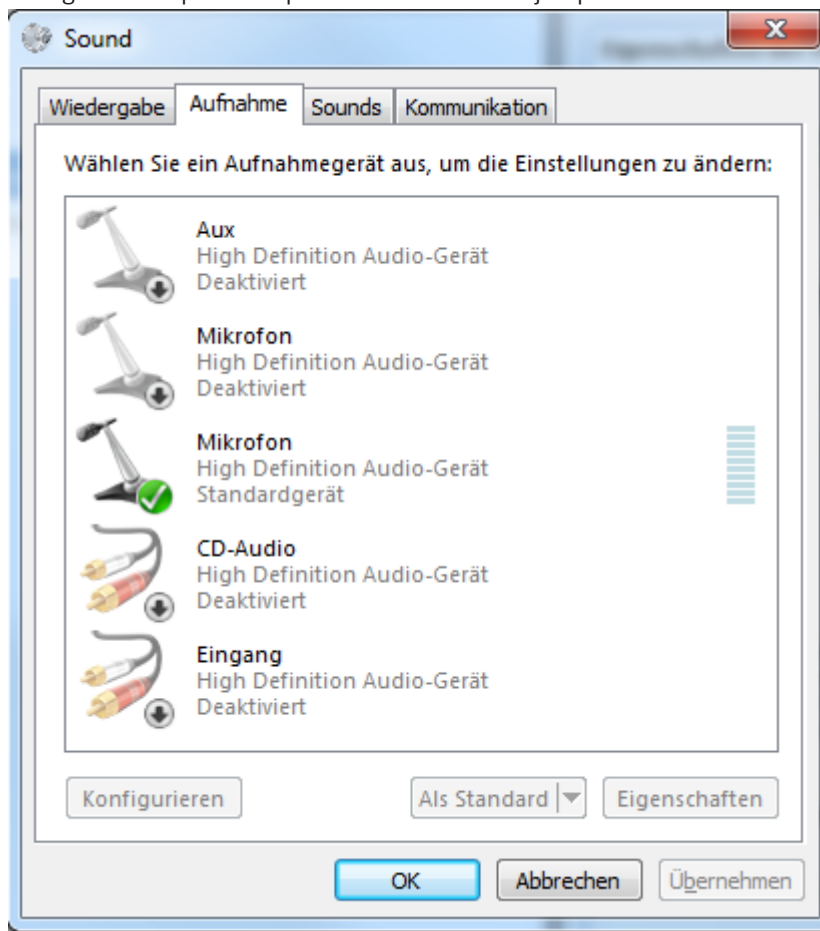 Sound
Wiedergabe
Aufnahme
Sounds
Kommunikation
Wählen Sie ein Aufnahmegerät aus, um die Einstellungen zu ändern:
Aux
High Definition Audio-Gerät
Deaktiviert
Mikrofon
High Definition Audio-Gerät
Deaktiviert
Mikrofon
High Definition Audio-Gerät
Standardgerät
CD-Audio
High Definition Audio-Gerät
Deaktiviert
Eingang
High Definition Audio-Gerät
Deaktiviert
Konfigurieren
Als Standard
Eigenschaften
OK
Abbrechen
Übernehmen